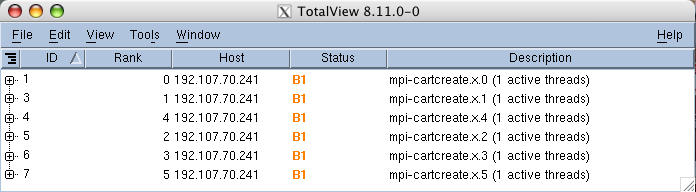 TotalView 8.11.0-0
File Edit View Tools Window Help
ID Rank Host Status Description
1 0 192.107.70.241 B1 mpi-cartcreate.x.0 (1 active threads)
3 1 192.107.70.241 B1 mpi-cartcreate.x.1 (1 active threads)
4 4 192.107.70.241 B1 mpi-cartcreate.x.4 (1 active threads)
5 2 192.107.70.241 B1 mpi-cartcreate.x.2 (1 active threads)
6 3 192.107.70.241 B1 mpi-cartcreate.x.3 (1 active threads)
7 5 192.107.70.241 B1 mpi-cartcreate.x.5 (1 active threads)